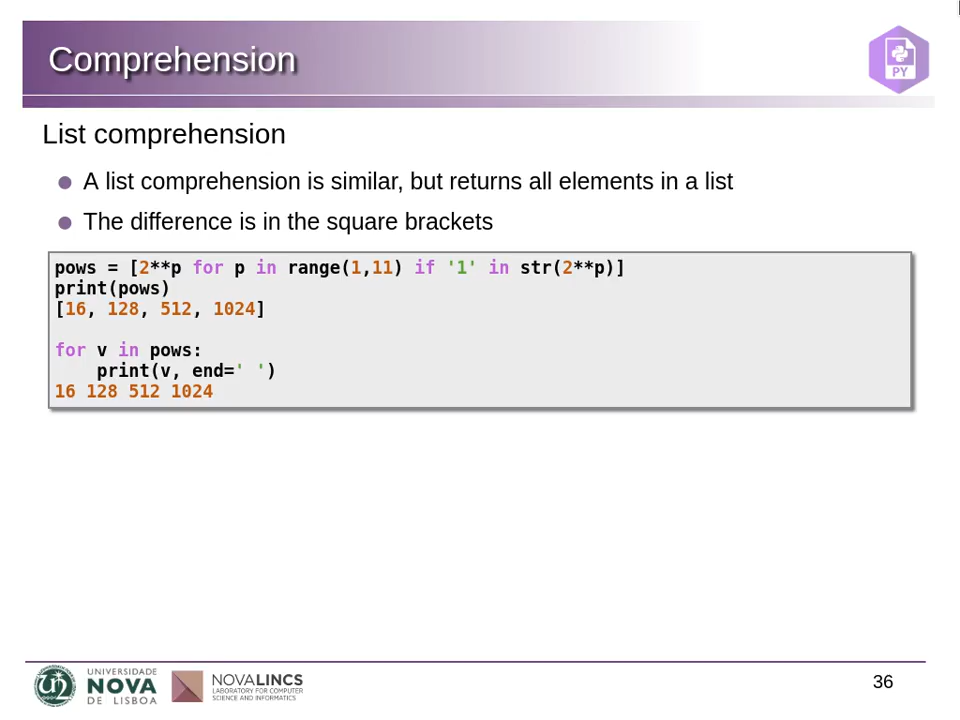 Comprehension
PY
List comprehension
A list comprehension is similar, but returns all elements in a list
The difference is in the square brackets
pows = [2**p for p in range(1,11) if '1' in str(2**p)]
print(pows)
[16, 128, 512, 1024]
for v in pows:
    print(v, end=' ')
16 128 512 1024
UNIVERSIDADE
NOVA
DE LISBOA
NOVALINCS
LABORATORY FOR COMPUTER
SCIENCE AND INFORMATICS
36